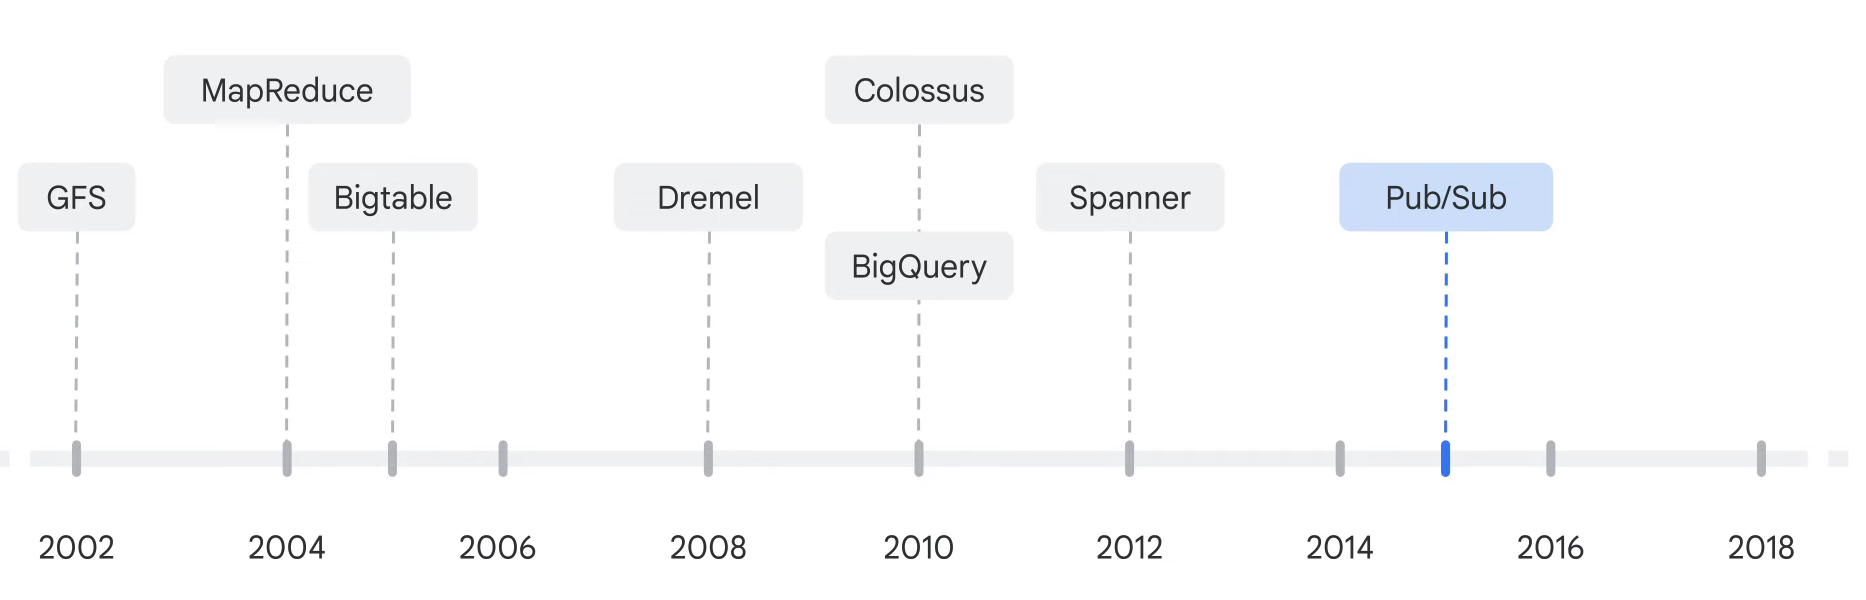 MapReduce
Colossus
GFS
Bigtable
Dremel
Spanner
Pub/Sub
BigQuery
2002
2004
2006
2008
2010
2012
2014
2016
2018